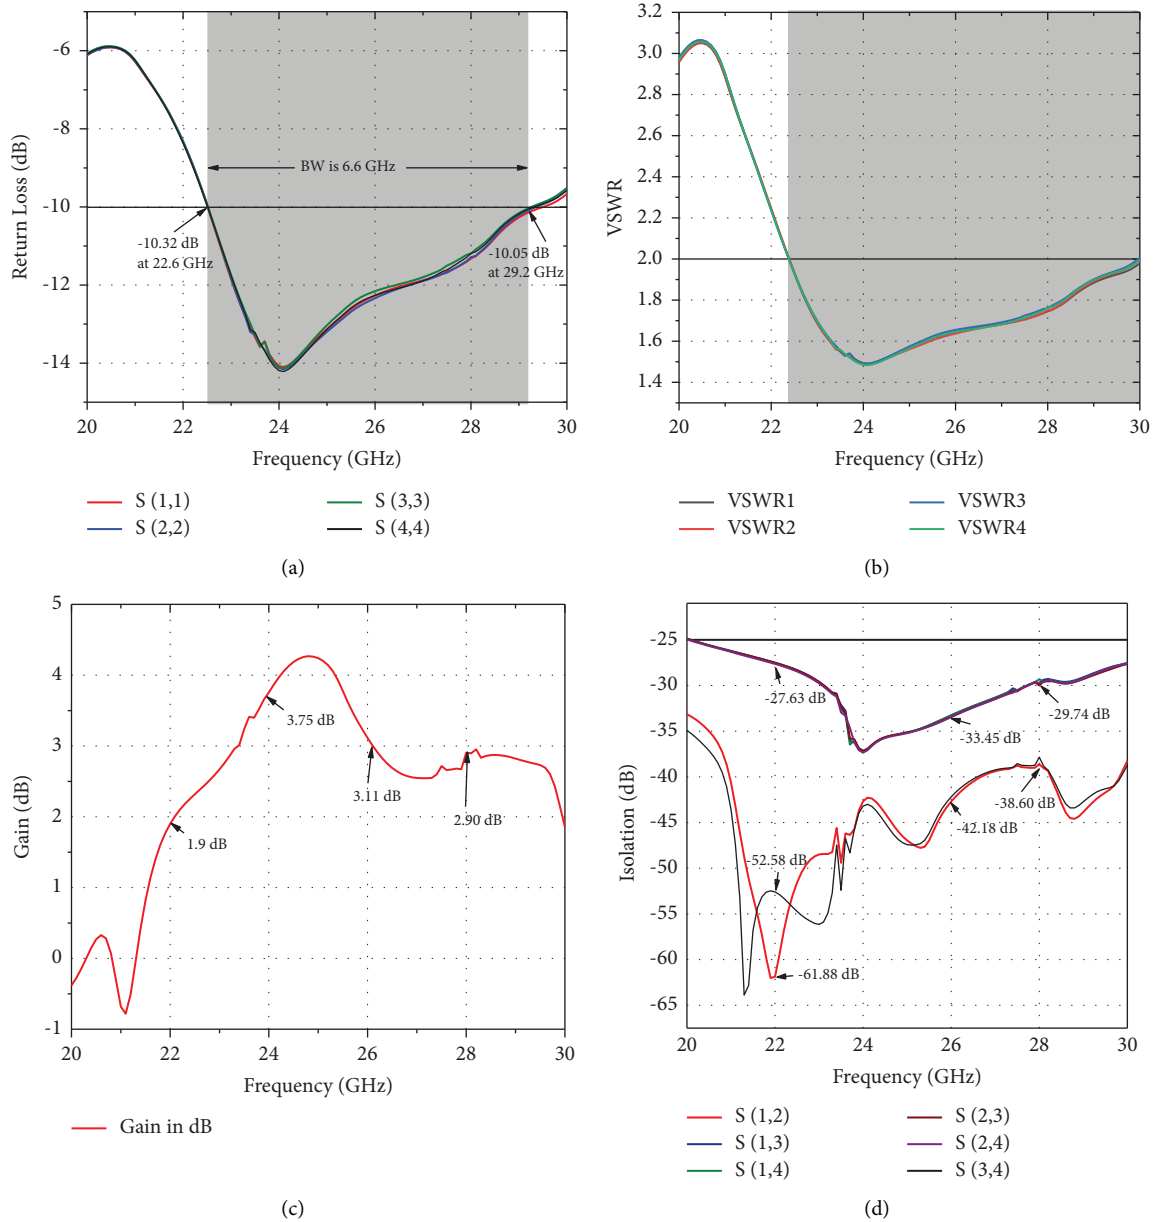 -6
-8
-10
-12
-14
Return Loss (dB)
BW is 6.6 GHz
-10.32 dB
at 22.6 GHz
-10.05 dB
at 29.2 GHz
20 22 24 26 28 30
Frequency (GHz)
S (1,1)
S (2,2)
S (3,3)
S (4,4)
(a)
3.2
3.0
2.8
2.6
2.4
2.2
2.0
1.8
1.6
1.4
VSWR
20 22 24 26 28 30
Frequency (GHz)
VSWR1
VSWR2
VSWR3
VSWR4
(b)
5
4
3
2
1
0
-1
Gain (dB)
1.9 dB
3.75 dB
3.11 dB
2.90 dB
20 22 24 26 28 30
Frequency (GHz)
Gain in dB
(c)
-25
-30
-35
-40
-45
-50
-55
-60
-65
Isolation (dB)
-27.63 dB
-29.74 dB
-33.45 dB
-38.60 dB
-42.18 dB
-52.58 dB
-61.88 dB
20 22 24 26 28 30
Frequency (GHz)
S (1,2)
S (1,3)
S (1,4)
S (2,3)
S (2,4)
S (3,4)
(d)